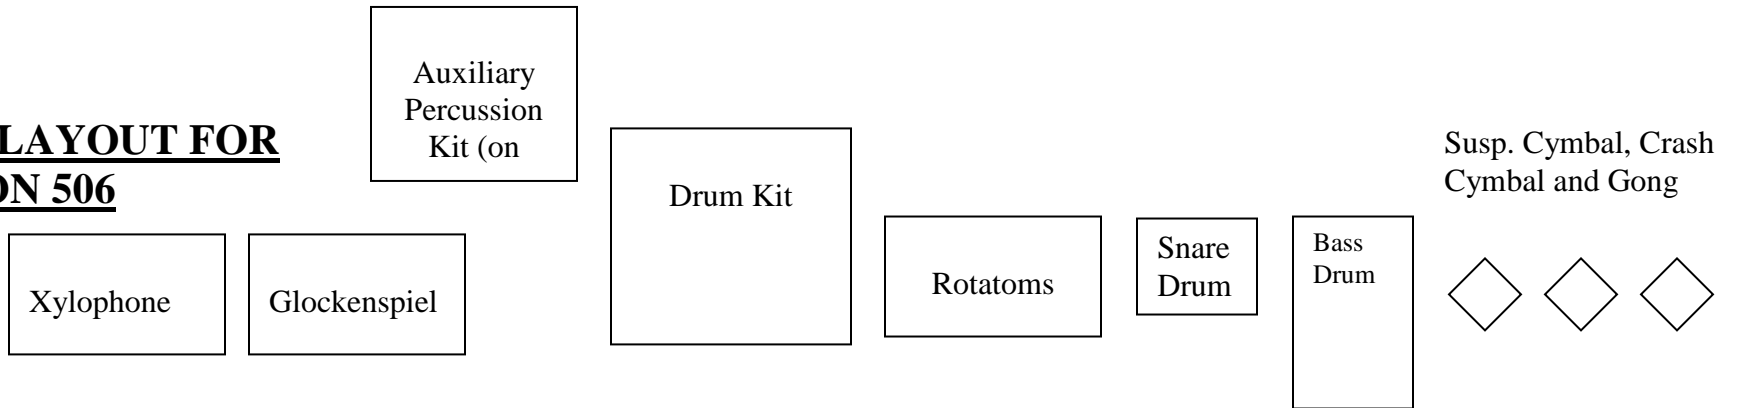 LAYOUT FOR
ON 506
Auxiliary
Percussion
Kit (on
Drum Kit
Susp. Cymbal, Crash
Cymbal and Gong
Xylophone
Glockenspiel
Rototoms
Snare
Drum
Bass
Drum